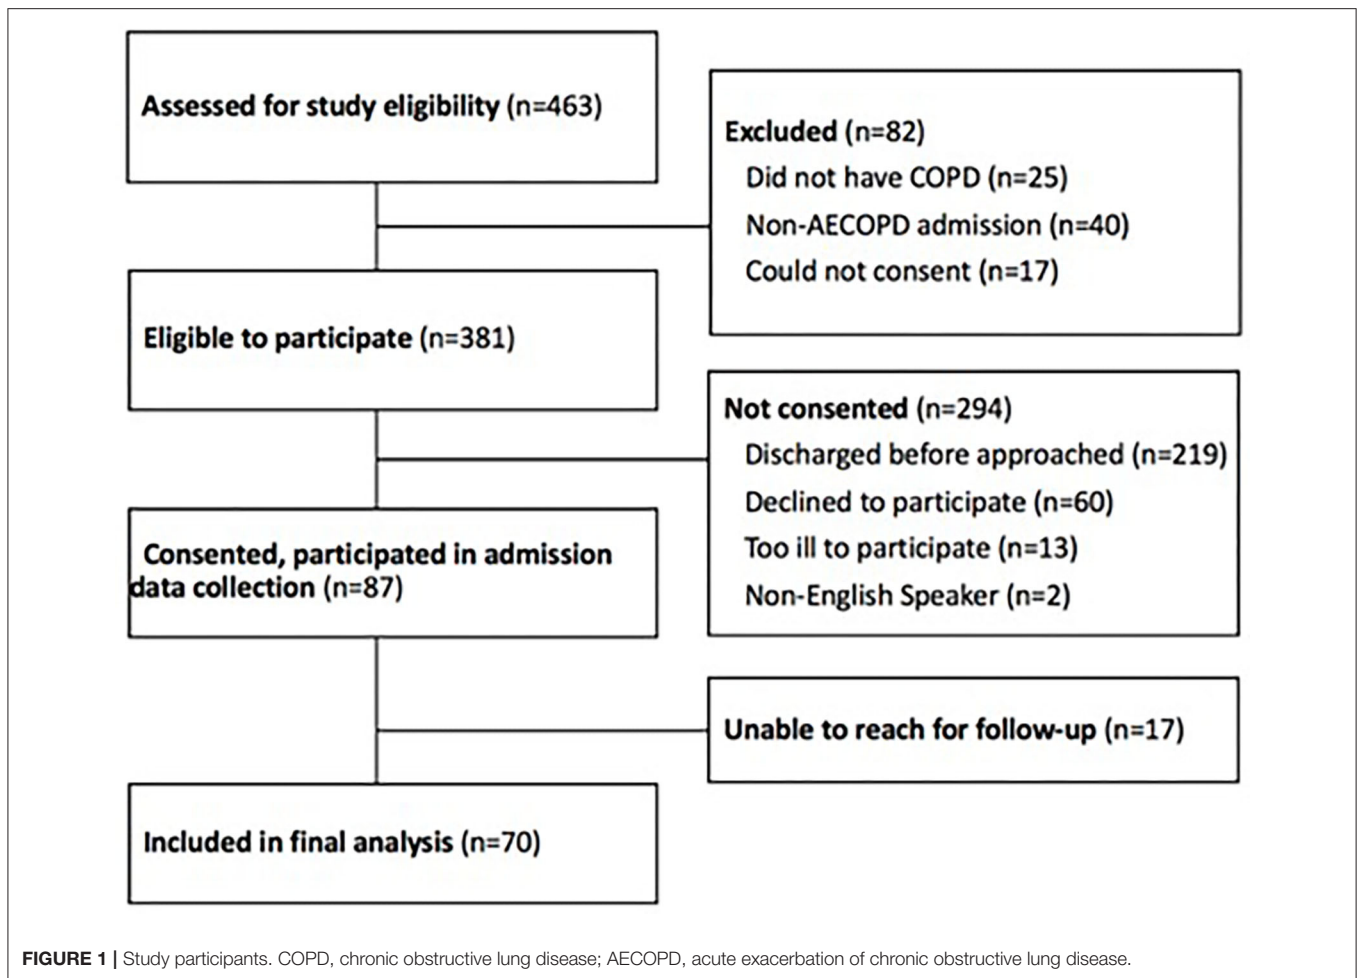 Assessed for study eligibility (n=463)
Excluded (n=82)
Did not have COPD (n=25)
Non-AECOPD admission (n=40)
Could not consent (n=17)
Eligible to participate (n=381)
Not consented (n=294)
Discharged before approached (n=219)
Declined to participate (n=60)
Too ill to participate (n=13)
Non-English Speaker (n=2)
Consented, participated in admission
data collection (n=87)
Unable to reach for follow-up (n=17)
Included in final analysis (n=70)
FIGURE 1 | Study participants. COPD, chronic obstructive lung disease; AECOPD, acute exacerbation of chronic obstructive lung disease.